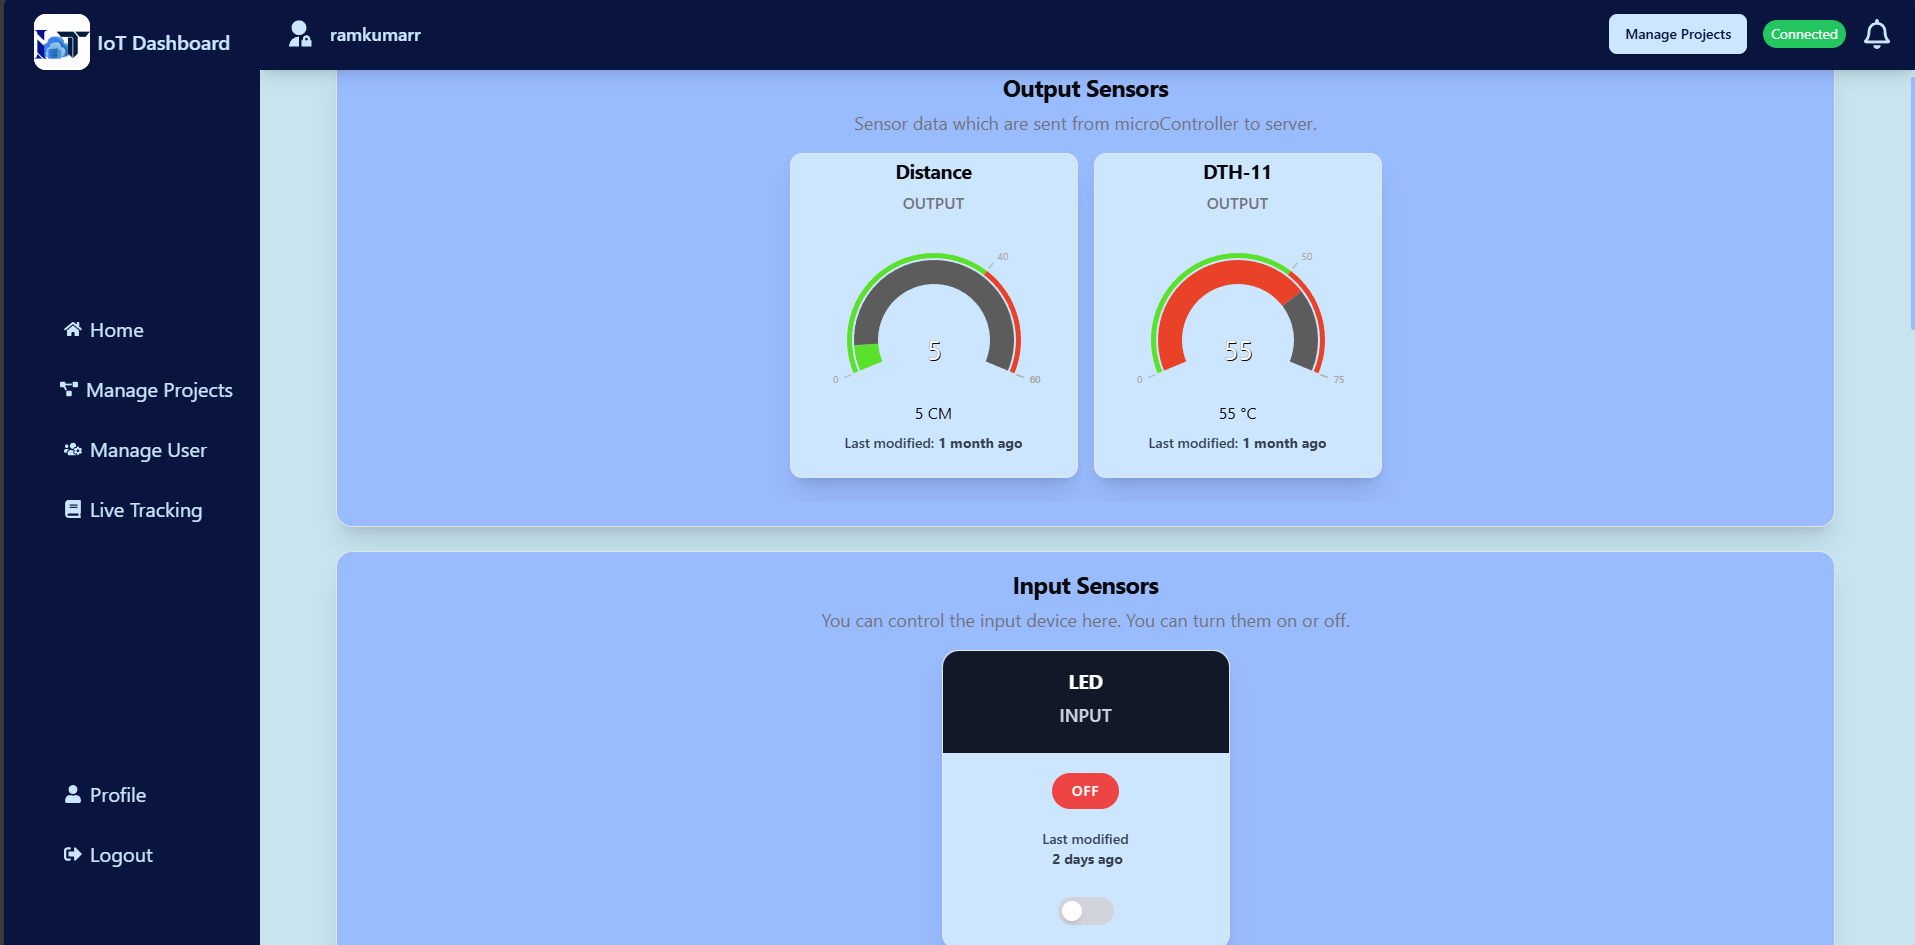 IoT Dashboard
ramkumarr
Manage Projects
Connected
Home
Manage Projects
Manage User
Live Tracking
Profile
Logout
Output Sensors
Sensor data which are sent from microController to server.
Distance
OUTPUT
40
5
0
60
5 CM
Last modified: 1 month ago
DTH-11
OUTPUT
50
55
0
75
55 °C
Last modified: 1 month ago
Input Sensors
You can control the input device here. You can turn them on or off.
LED
INPUT
OFF
Last modified
2 days ago